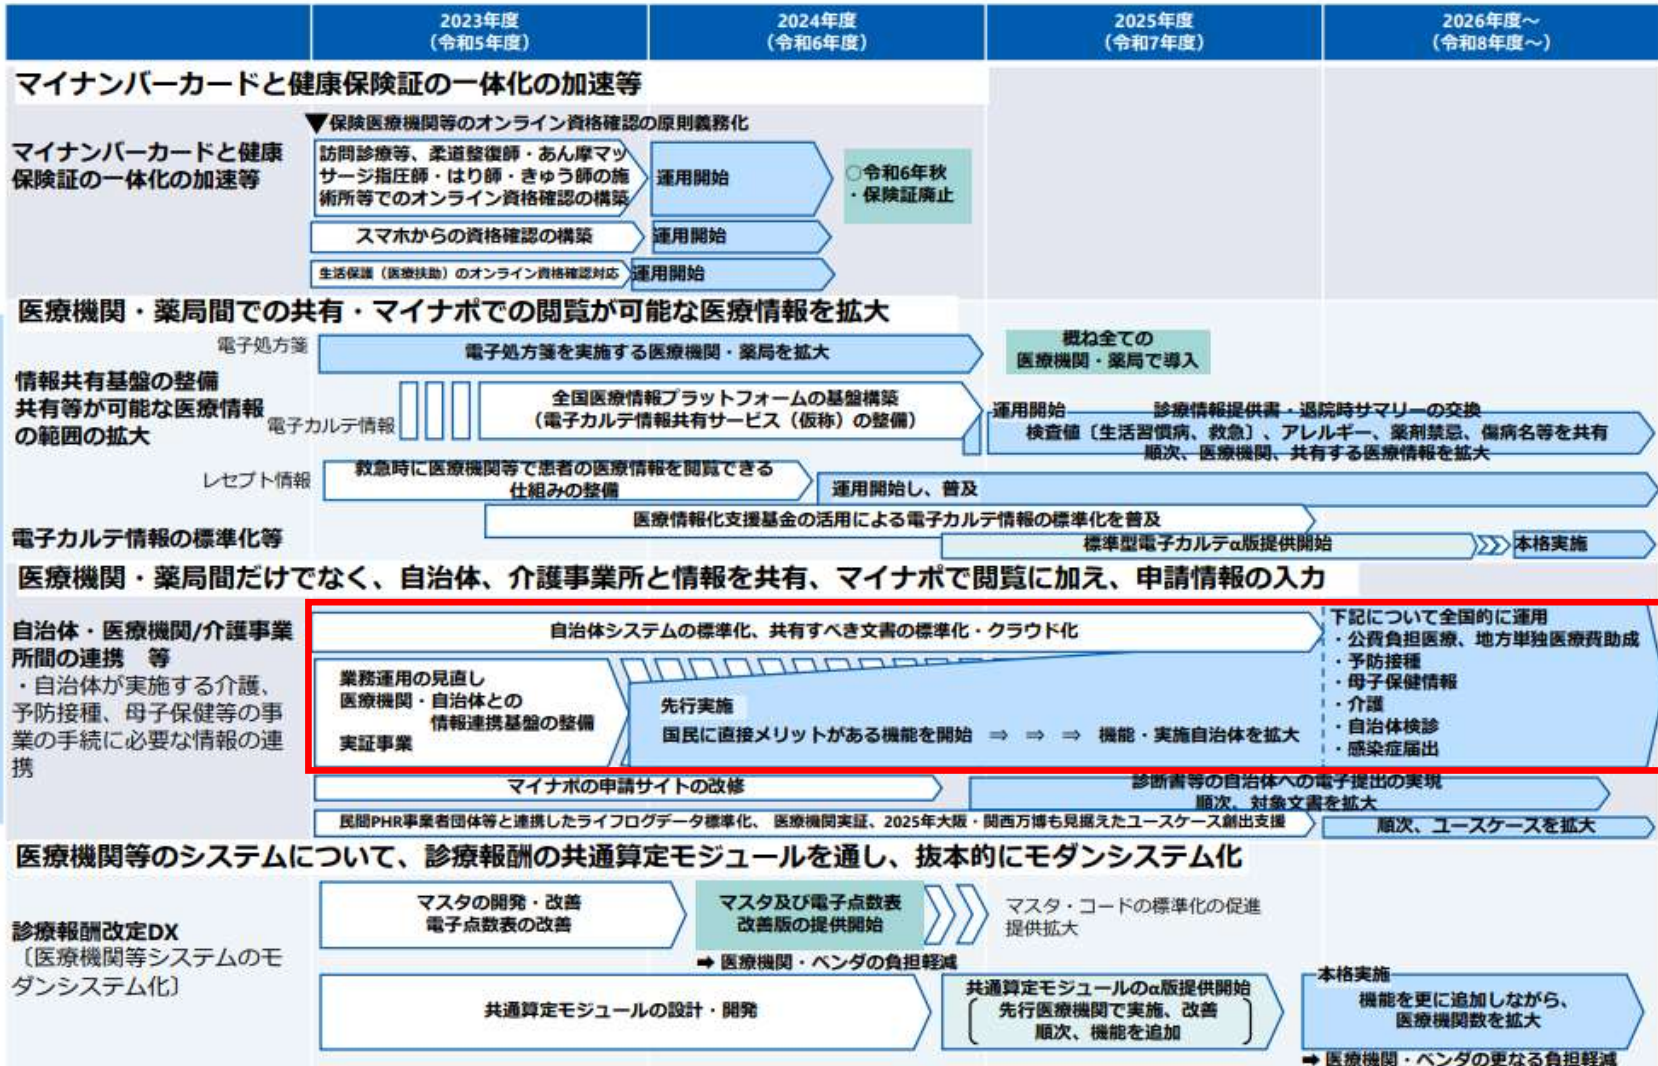 2023年度
(令和5年度)
2024年度
(令和6年度)
2025年度
(令和7年度)
2026年度～
(令和8年度～)
マイナンバーカードと健康保険証の一体化の加速等
マイナンバーカードと健康
保険証の一体化の加速等
▼保険医療機関等のオンライン資格確認の原則義務化
訪問診療等、柔道整復師・あん摩マッ
サージ指圧師・はり師・きゅう師の施
術所等でのオンライン資格確認の構築
運用開始
○令和6年秋
・保険証廃止
スマホからの資格確認の構築
運用開始
生活保護（医療扶助）のオンライン資格確認対応
運用開始
医療機関・薬局間での共有・マイナポでの閲覧が可能な医療情報を拡大
電子処方箋
電子処方箋を実施する医療機関・薬局を拡大
概ね全ての
医療機関・薬局で導入
情報共有基盤の整備
共有等が可能な医療情報
の範囲の拡大
電子カルテ情報
全国医療情報プラットフォームの基盤構築
（電子カルテ情報共有サービス（仮称）の整備）
運用開始
診療情報提供書・退院時サマリーの交換
検査値〔生活習慣病、救急〕、アレルギー、薬剤禁忌、傷病名等を共有
順次、医療機関、共有する医療情報を拡大
レセプト情報
救急時に医療機関等で患者の医療情報を閲覧できる
仕組みの整備
運用開始し、普及
電子カルテ情報の標準化等
医療情報化支援基金の活用による電子カルテ情報の標準化を普及
標準型電子カルテα版提供開始
本格実施
医療機関・薬局間だけでなく、自治体、介護事業所と情報を共有、マイナポで閲覧に加え、申請情報の入力
自治体・医療機関/介護事業
所間の連携 等
・自治体が実施する介護、
予防接種、母子保健等の事
業の手続に必要な情報の連
携
自治体システムの標準化、共有すべき文書の標準化・クラウド化
業務運用の見直し
医療機関・自治体との
情報連携基盤の整備
実証事業
先行実施
国民に直接メリットがある機能を開始 ⇒ ⇒ ⇒ 機能・実施自治体を拡大
下記について全国的に運用
・公費負担医療、地方単独医療費助成
・予防接種
・母子保健情報
・介護
・自治体検診
・感染症届出
マイナポの申請サイトの改修
診断書等の自治体への電子提出の実現
順次、対象文書を拡大
民間PHR事業者団体等と連携したライフログデータ標準化、 医療機関実証、2025年大阪・関西万博も見据えたユースケース創出支援
順次、ユースケースを拡大
医療機関等のシステムについて、診療報酬の共通算定モジュールを通し、抜本的にモダンシステム化
診療報酬改定DX
〔医療機関等システムのモ
ダンシステム化〕
マスタの開発・改善
電子点数表の改善
マスタ及び電子点数表
改善版の提供開始
マスタ・コードの標準化の促進
提供拡大
➡ 医療機関・ベンダの負担軽減
共通算定モジュールの設計・開発
共通算定モジュールのα版提供開始
先行医療機関で実施、改善
順次、機能を追加
本格実施
機能を更に追加しながら、
医療機関数を拡大
➡ 医療機関・ベンダの更なる負担軽減